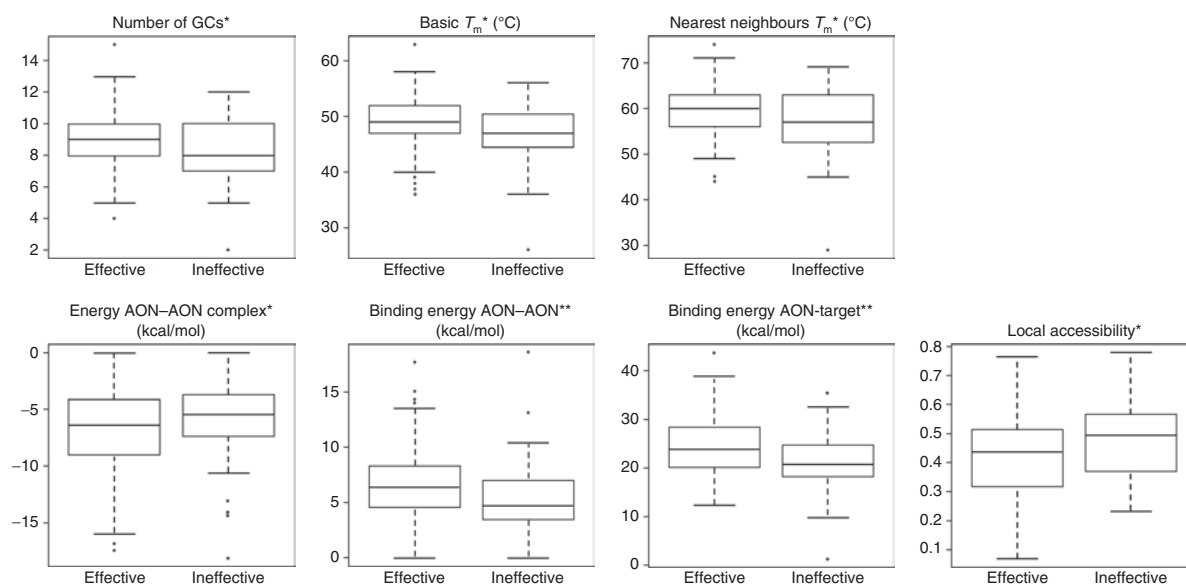 Number of GCs*
14
12
10
8
6
4
2
Effective
Ineffective
Basic Tm* (°C)
60
50
40
30
Effective
Ineffective
Nearest neighbours Tm* (°C)
70
60
50
40
30
Effective
Ineffective
Energy AON–AON complex*
(kcal/mol)
0
−5
−10
−15
Effective
Ineffective
Binding energy AON–AON**
(kcal/mol)
15
10
5
0
Effective
Ineffective
Binding energy AON-target**
(kcal/mol)
40
30
20
10
0
Effective
Ineffective
Local accessibility*
0.8
0.7
0.6
0.5
0.4
0.3
0.2
0.1
Effective
Ineffective